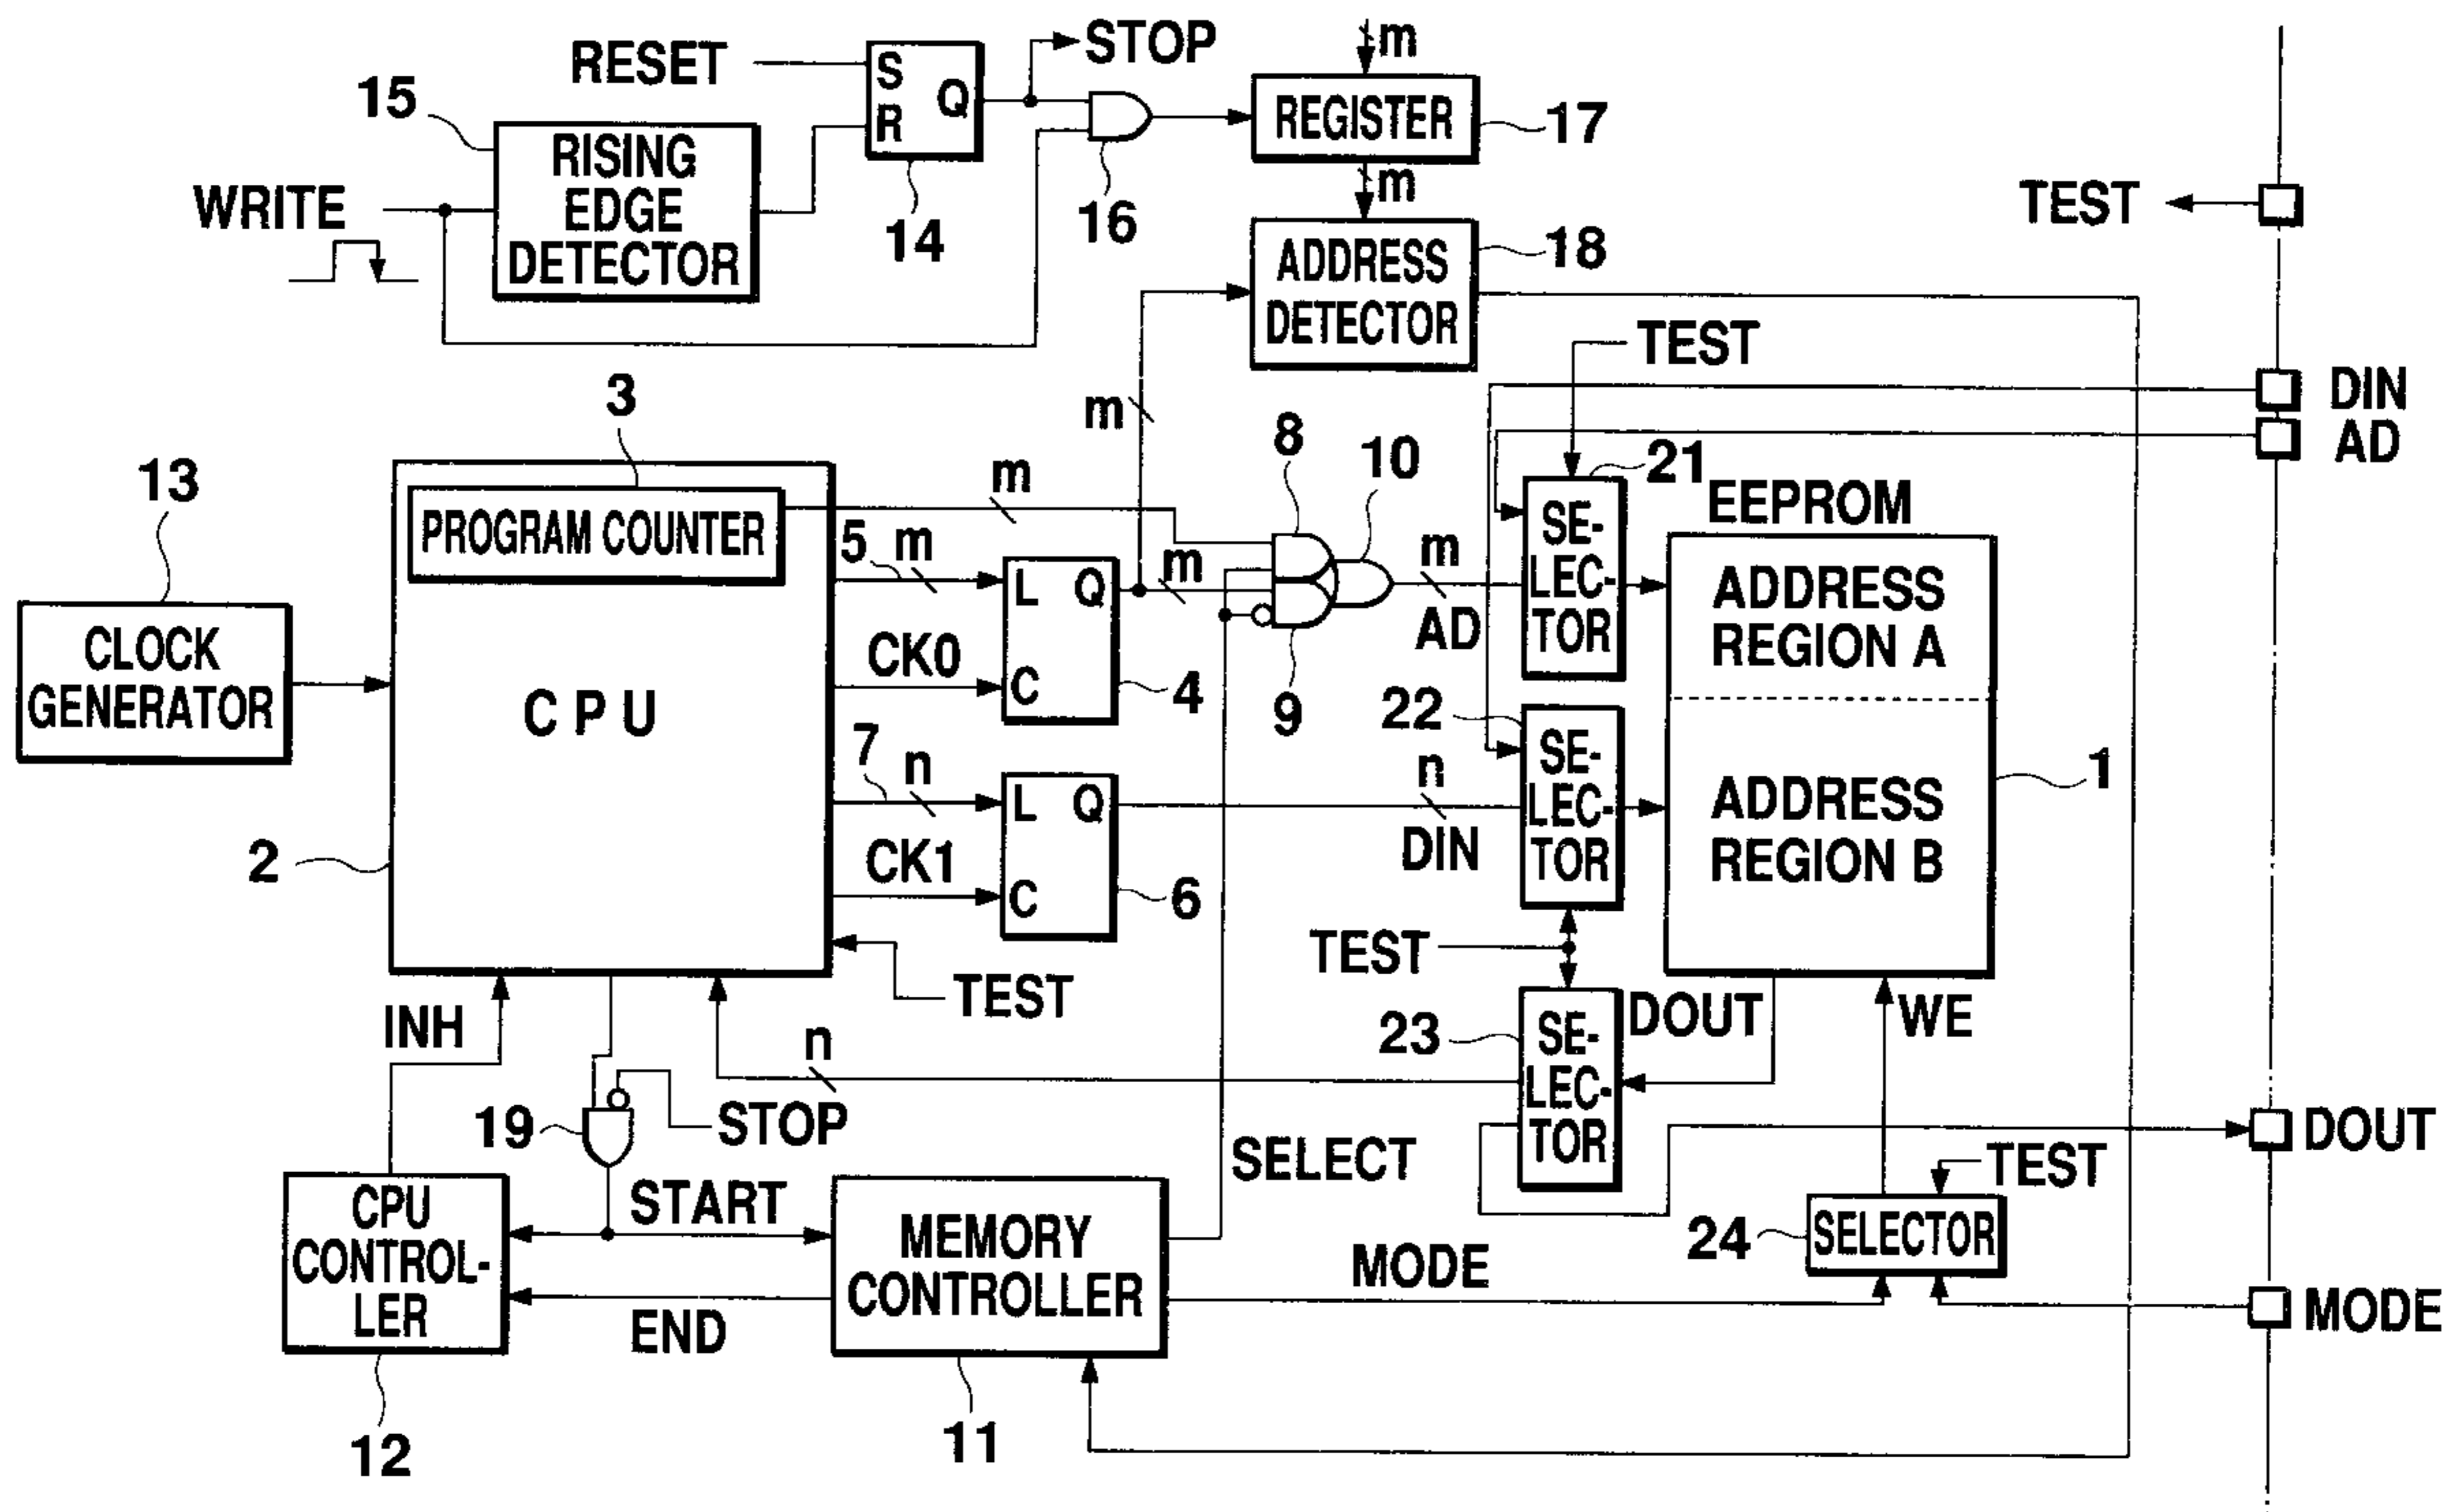 STOP
m
RESET
S
R
Q
15
REGISTER
17
RISING
EDGE
DETECTOR
m
WRITE
14
16
TEST
18
ADDRESS
DETECTOR
TEST
3
m
DIN
AD
8
10
13
m
21
EEPROM
PROGRAM COUNTER
5
m
L
Q
m
m
SE-
LEC-
TOR
ADDRESS
REGION A
CLOCK
GENERATOR
CK0
C
4
AD
CPU
9
22
7
n
n
SE-
LEC-
TOR
1
L
Q
ADDRESS
REGION B
2
CK1
C
6
DIN
TEST
TEST
INH
n
23
SE-
LEC-
TOR
DOUT
WE
19
STOP
DOUT
SELECT
TEST
CPU
CONTROL-
LER
START
MEMORY
CONTROLLER
24
SELECTOR
MODE
END
MODE
12
11